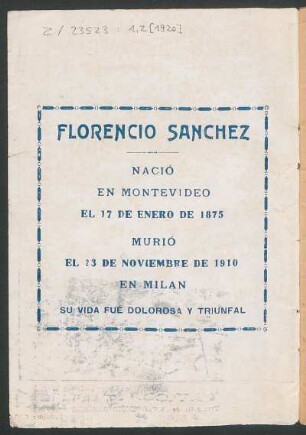 Z / 23523 : 1,2 [1920]
FLORENCIO SANCHEZ
NACIÓ
EN MONTEVIDEO
EL 17 DE ENERO DE 1875
MURIÓ
EL 23 DE NOVIEMBRE DE 1910
EN MILAN
SU VIDA FUE DOLOROSA Y TRIUNFAL